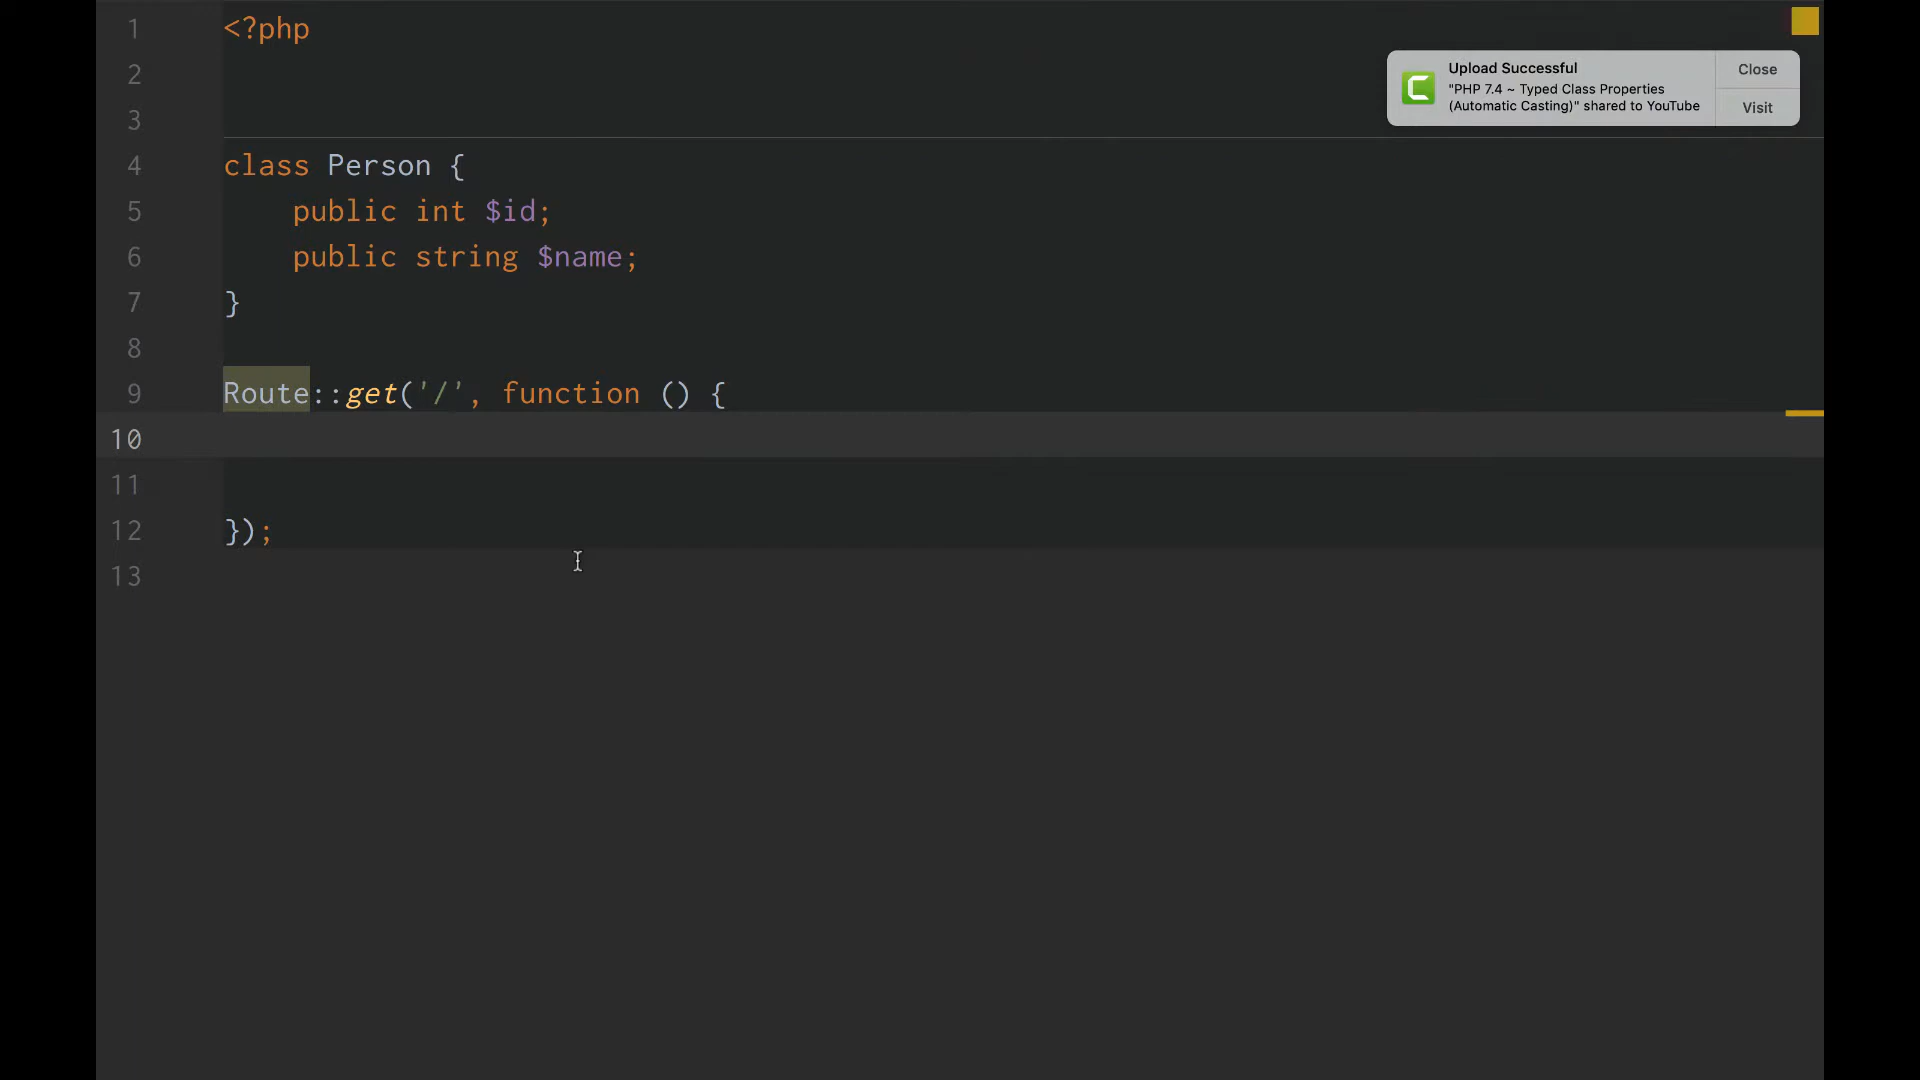 1 <?php
2
3
4 class Person {
5     public int $id;
6     public string $name;
7 }
8
9 Route::get('/', function () {
10
11
12 });
13
Upload Successful
"PHP 7.4 ~ Typed Class Properties
(Automatic Casting)" shared to YouTube
Close
Visit